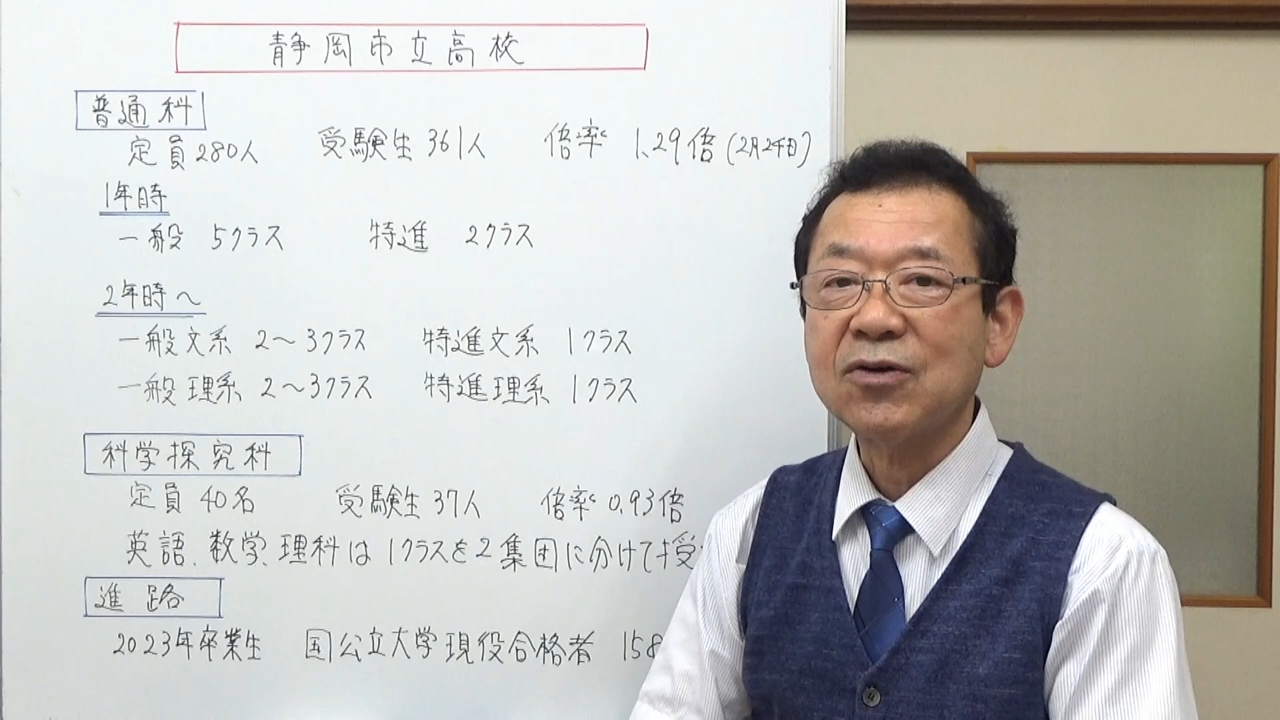 静岡市立高校
普通科
定員280人 受験生361人 倍率 1.29倍(2月24日)
1年時
一般 5クラス 特進 2クラス
2年時〜
一般文系 2〜3クラス 特進文系 1クラス
一般理系 2〜3クラス 特進理系 1クラス
科学探究科
定員40名 受験生37人 倍率0.93倍
英語、数学、理科は1クラスを2集団に分けて授
進路
2023年卒業生 国公立大学現役合格者 158